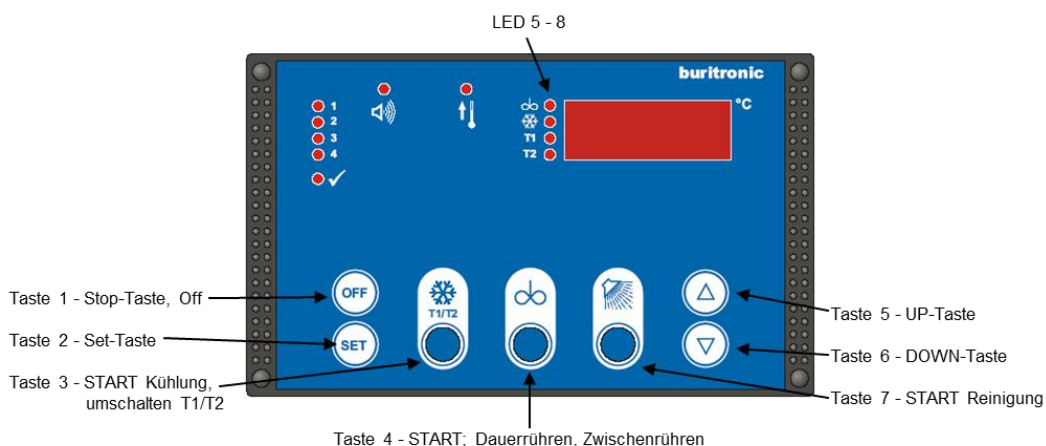 LED 5 - 8
buritronic
°C
1
2
3
4
T1
T2
OFF
SET
T1/T2
Taste 1 - Stop-Taste, Off
Taste 2 - Set-Taste
Taste 3 - START Kühlung,
umschalten T1/T2
Taste 4 - START; Dauerrühren, Zwischenrühren
Taste 5 - UP-Taste
Taste 6 - DOWN-Taste
Taste 7 - START Reinigung